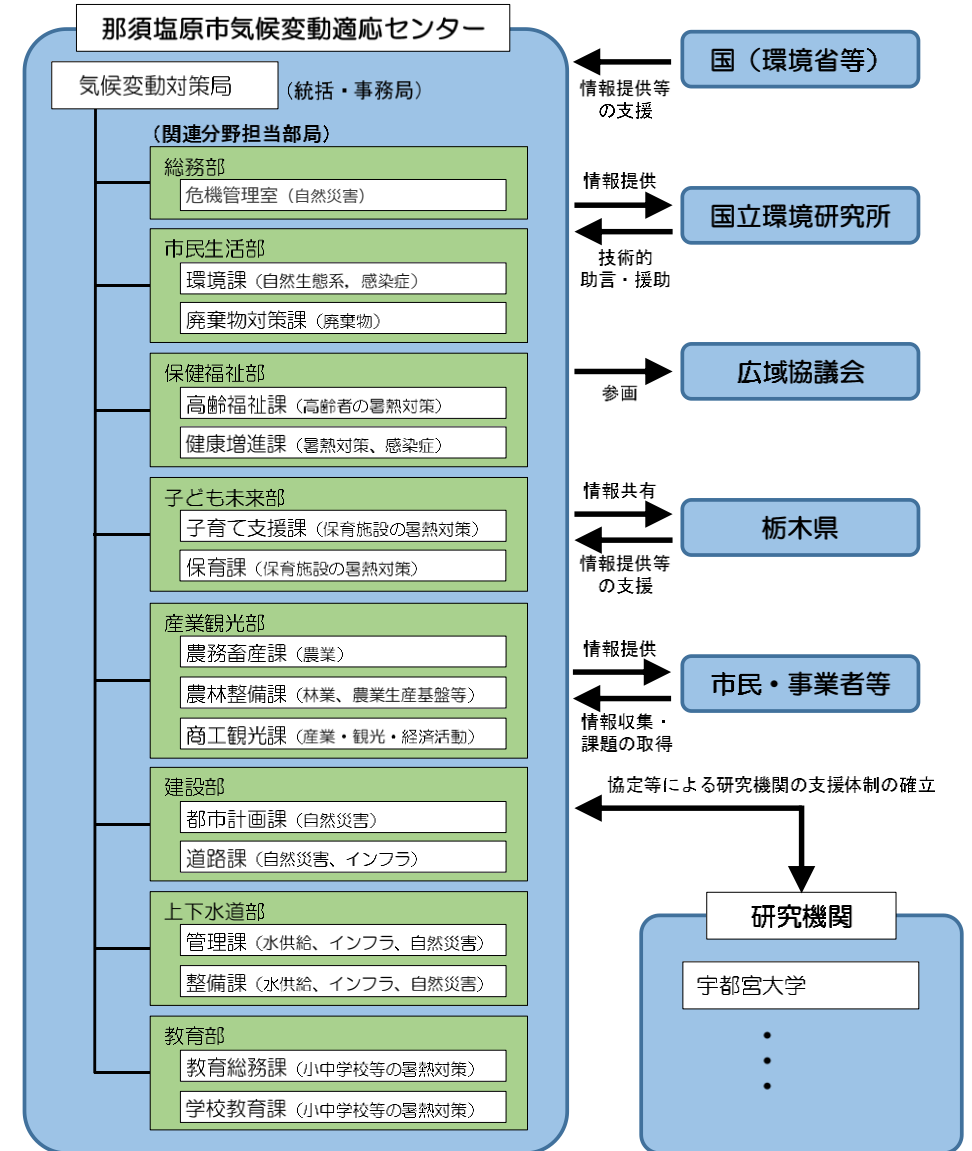 那須塩原市気候変動適応センター
気候変動対策局
(統括・事務局)
(関連分野担当部局)
総務部
危機管理室(自然災害)
市民生活部
環境課(自然生態系,感染症)
廃棄物対策課(廃棄物)
保健福祉部
高齢福祉課(高齢者の暑熱対策)
健康増進課(暑熱対策、感染症)
子ども未来部
子育て支援課(保育施設の暑熱対策)
保育課(保育施設の暑熱対策)
産業観光部
農務畜産課(農業)
農林整備課(林業、農業生産基盤等)
商工観光課(産業・観光・経済活動)
建設部
都市計画課(自然災害)
道路課(自然災害、インフラ)
上下水道部
管理課(水供給、インフラ、自然災害)
整備課(水供給、インフラ、自然災害)
教育部
教育総務課(小中学校等の暑熱対策)
学校教育課(小中学校等の暑熱対策)
国(環境省等)
情報提供等
の支援
情報提供
国立環境研究所
技術的
助言・援助
広域協議会
参画
情報共有
栃木県
情報提供等
の支援
情報提供
市民・事業者等
情報収集・
課題の取得
協定等による研究機関の支援体制の確立
研究機関
宇都宮大学
・
・
・